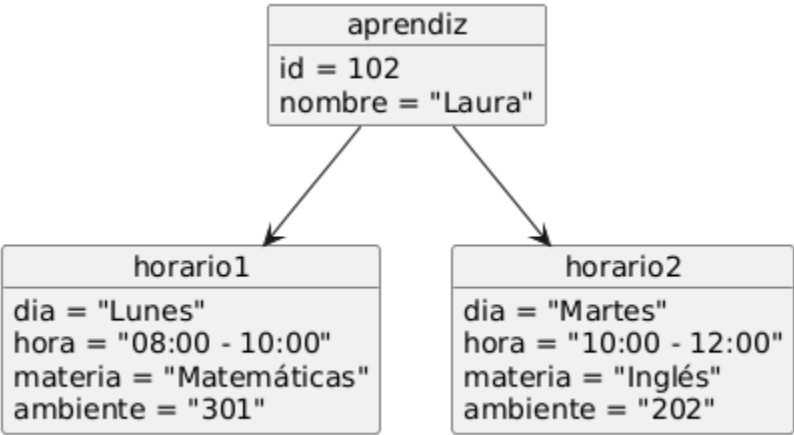 aprendiz
id = 102
nombre = "Laura"
horario1
dia = "Lunes"
hora = "08:00 - 10:00"
materia = "Matemáticas"
ambiente = "301"
horario2
dia = "Martes"
hora = "10:00 - 12:00"
materia = "Inglés"
ambiente = "202"